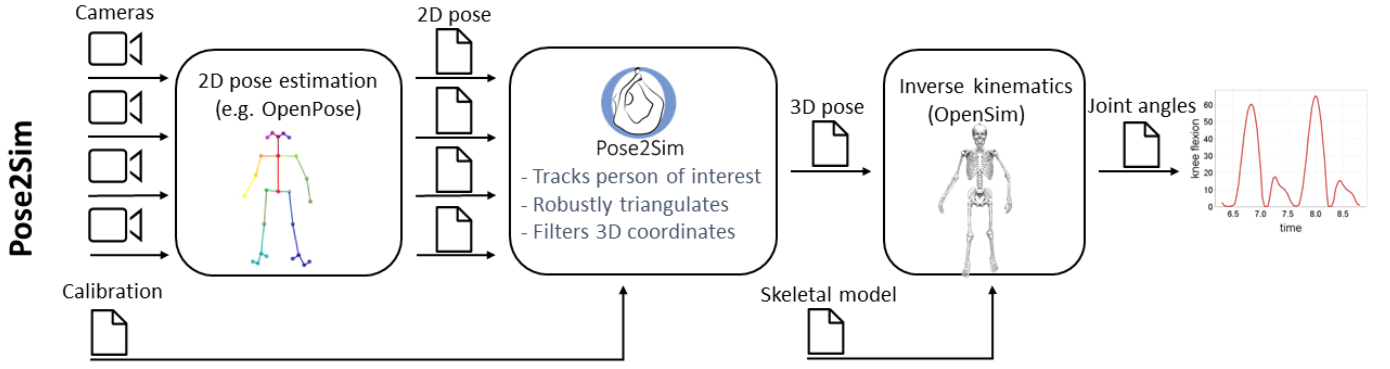 Pose2Sim
Cameras
2D pose estimation
(e.g. OpenPose)
2D pose
Pose2Sim
- Tracks person of interest
- Robustly triangulates
- Filters 3D coordinates
3D pose
Inverse kinematics
(OpenSim)
Joint angles
knee flexion
60
50
40
30
20
10
0
6.5 7.0 7.5 8.0 8.5
time
Calibration
Skeletal model